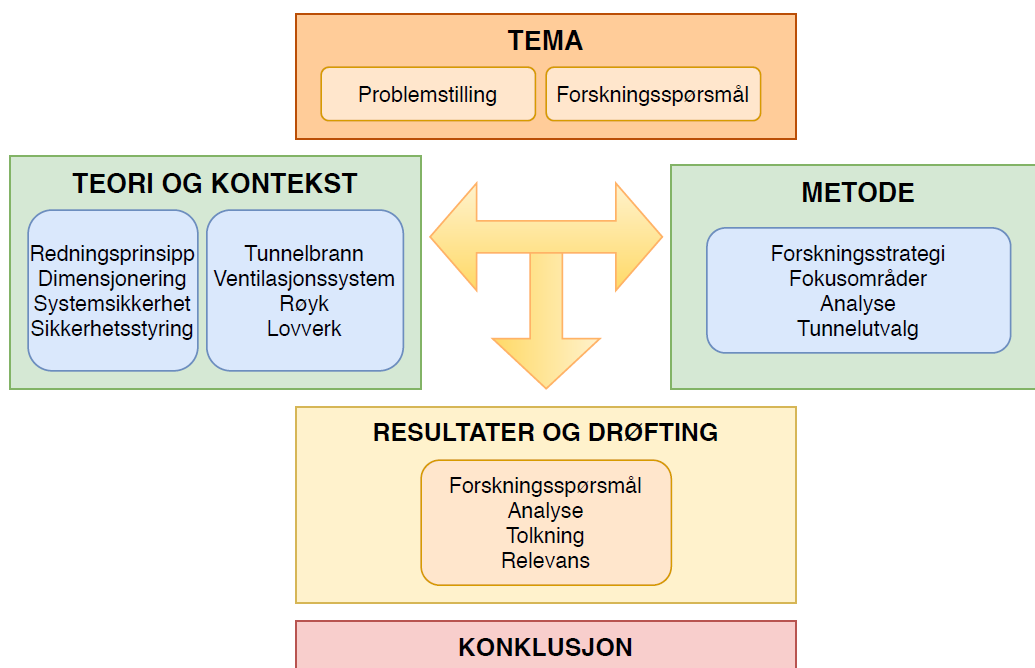 TEMA
Problemstilling
Forskningsspørsmål
TEORI OG KONTEKST
Redningsprinsipp
Dimensjonering
Systemsikkerhet
Sikkerhetsstyring
Tunnelbrann
Ventilasjonssystem
Røyk
Lovverk
METODE
Forskningsstrategi
Fokusområder
Analyse
Tunnelutvalg
RESULTATER OG DRØFTING
Forskningsspørsmål
Analyse
Tolkning
Relevans
KONKLUSJON